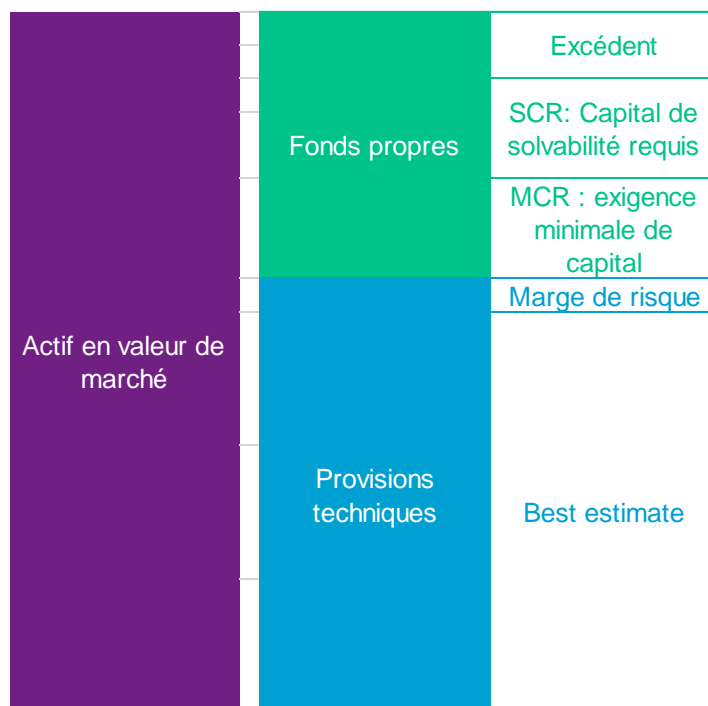 Actif en valeur de
marché
Fonds propres
Provisions
techniques
Excédent
SCR: Capital de
solvabilité requis
MCR : exigence
minimale de
capital
Marge de risque
Best estimate